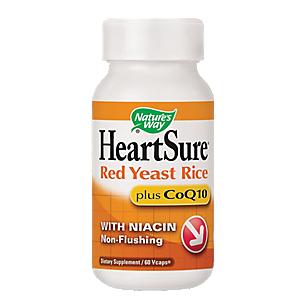 Nature's
Way
HeartSure®
Red Yeast Rice
plus CoQ10
WITH NIACIN
Non-Flushing
Dietary Supplement / 60 Vcaps®